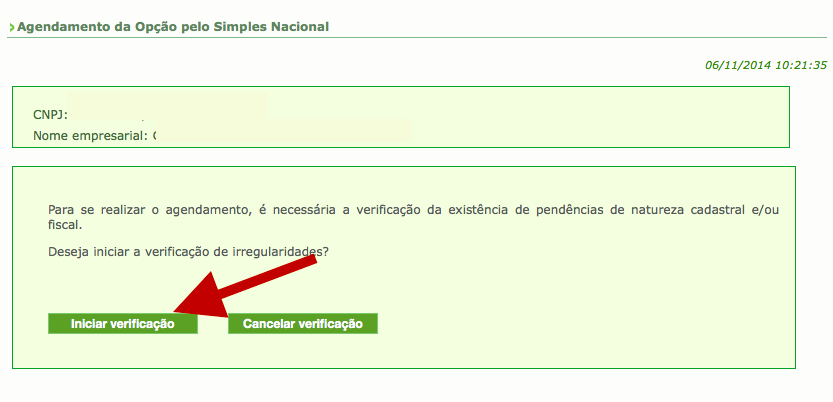 Agendamento da Opção pelo Simples Nacional
06/11/2014 10:21:35
CNPJ:
Nome empresarial:
Para se realizar o agendamento, é necessária a verificação da existência de pendências de natureza cadastral e/ou
fiscal.
Deseja iniciar a verificação de irregularidades?
Iniciar verificação Cancelar verificação